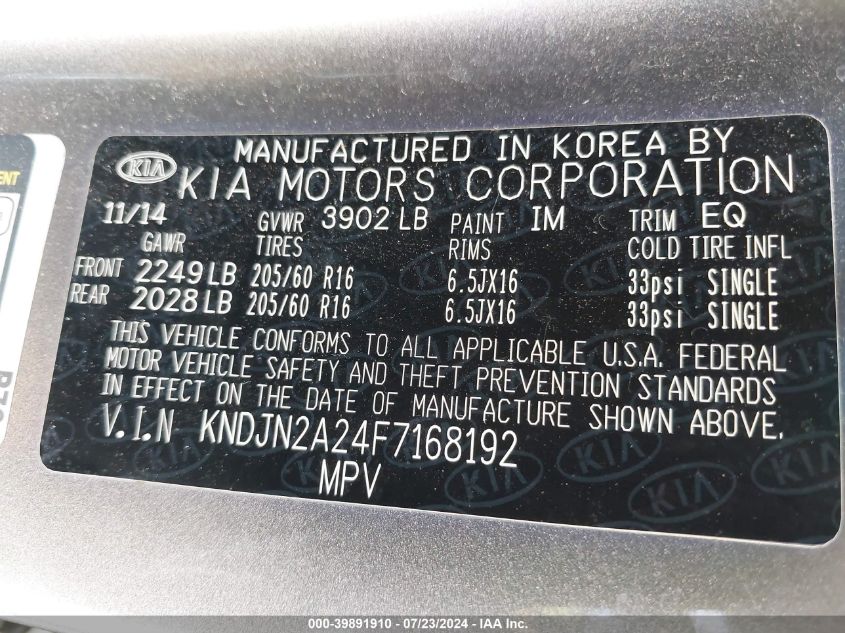 MANUFACTURED IN KOREA BY
KIA KIA MOTORS CORPORATION
11/14 GVWR 3902 LB PAINT IM TRIM EQ
GAWR TIRES RIMS COLD TIRE INFL
FRONT 2249 LB 205/60 R16 6.5JX16 33psi SINGLE
REAR 2028 LB 205/60 R16 6.5JX16 33psi SINGLE
THIS VEHICLE CONFORMS TO ALL APPLICABLE U.S.A. FEDERAL
MOTOR VEHICLE SAFETY AND THEFT PREVENTION STANDARDS
IN EFFECT ON THE DATE OF MANUFACTURE SHOWN ABOVE.
V.I.N KNDJN2A24F7168192
MPV
000-39891910 - 07/23/2024 - IAA Inc.